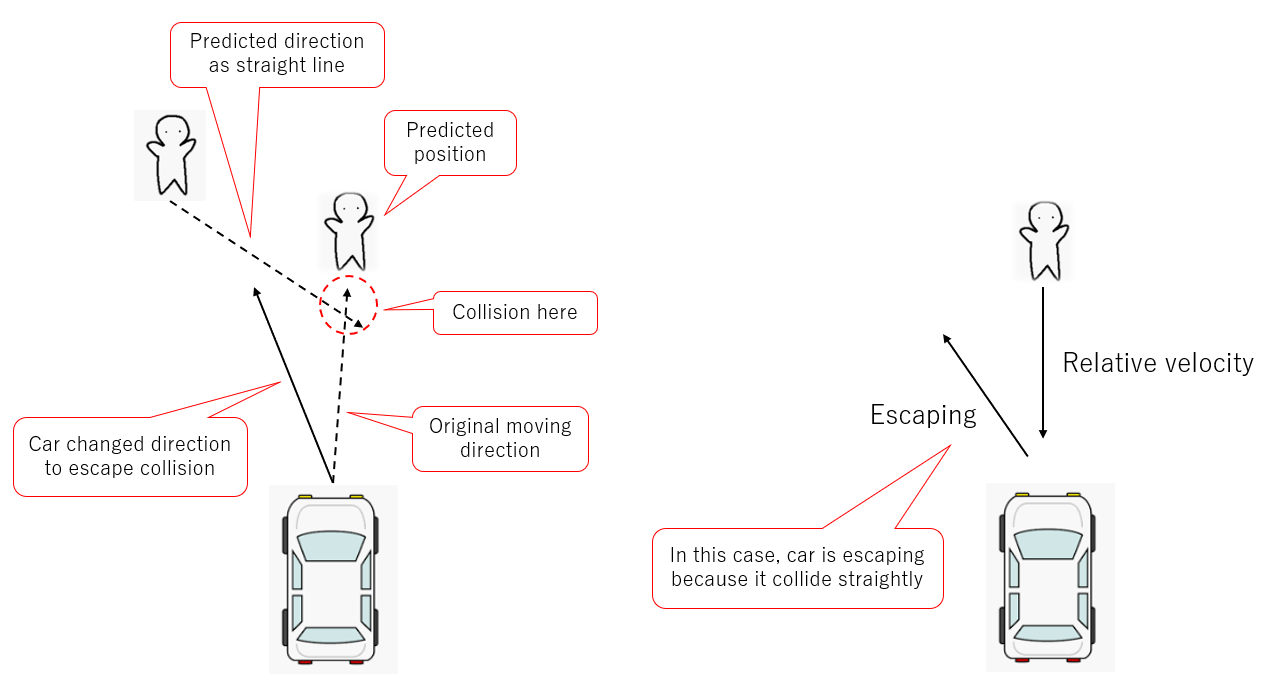 Predicted direction
as straight line
Predicted
position
Collision here
Original moving
direction
Car changed direction
to escape collision
Relative velocity
Escaping
In this case, car is escaping
because it collide straightly